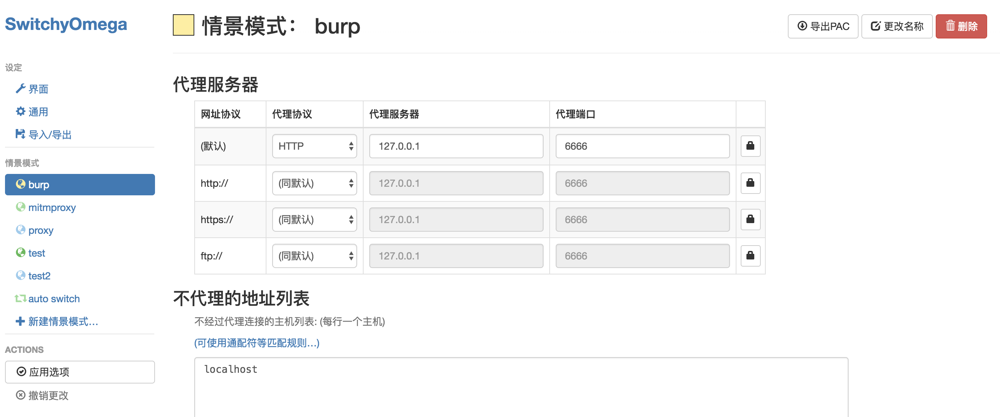 SwitchyOmega
设定
界面
通用
导入/导出
情景模式
burp
mitmproxy
proxy
test
test2
auto switch
新建情景模式...
ACTIONS
应用选项
撤销更改
情景模式： burp
导出PAC 更改名称 删除
代理服务器
网址协议 代理协议 代理服务器 代理端口
(默认) HTTP 127.0.0.1 6666
http:// (同默认) 127.0.0.1 6666
https:// (同默认) 127.0.0.1 6666
ftp:// (同默认) 127.0.0.1 6666
不代理的地址列表
不经过代理连接的主机列表: (每行一个主机)
(可使用通配符等匹配规则...)
localhost